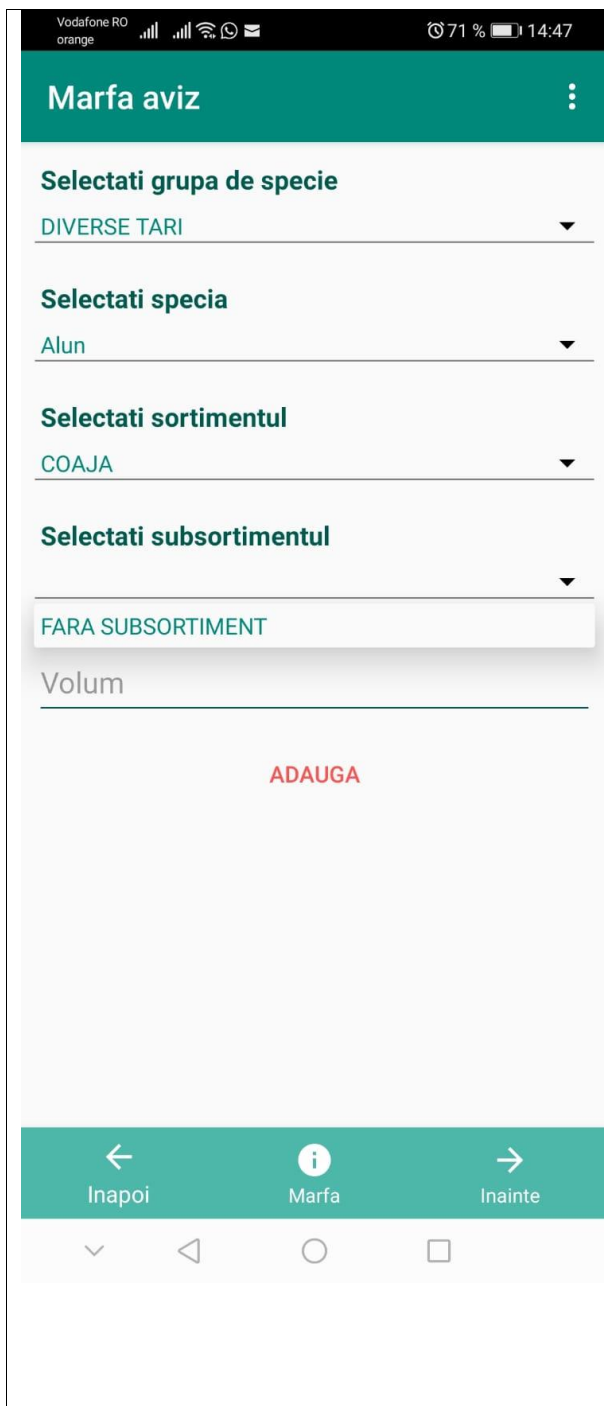 Vodafone RO
orange
71 % 14:47
Marfa aviz
Selectati grupa de specie
DIVERSE TARI
Selectati specia
Alun
Selectati sortimentul
COAJA
Selectati subsortimentul
FARA SUBSORTIMENT
Volum
ADAUGA
Inapoi
Marfa
Inainte